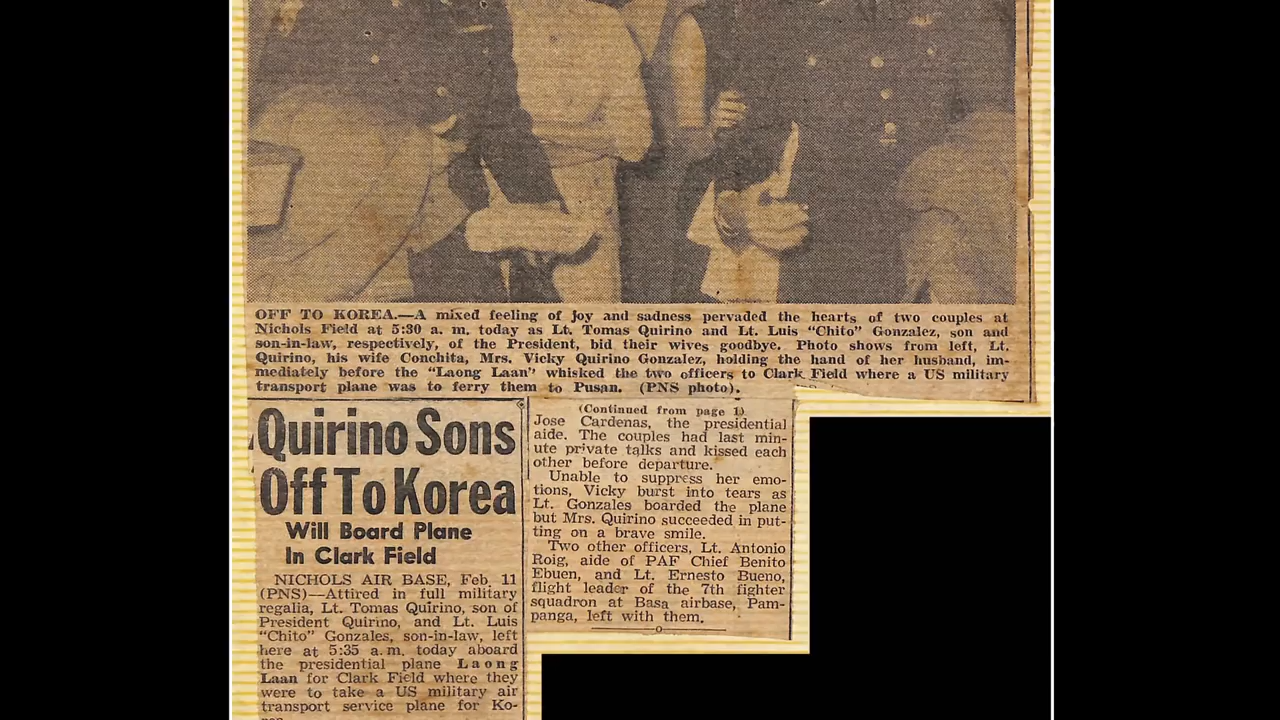 OFF TO KOREA.—A mixed feeling of joy and sadness pervaded the hearts of two couples at
Nichols Field at 5:30 a. m. today as Lt. Tomas Quirino and Lt. Luis "Chito" Gonzalez, son and
son-in-law, respectively, of the President, bid their wives goodbye. Photo shows from left, Lt.
Quirino, his wife Conchita, Mrs. Vicky Quirino Gonzalez, holding the hand of her husband, im-
mediately before the "Laong Laan" whisked the two officers to Clark Field where a US military
transport plane was to ferry them to Pusan. (PNS photo).
Quirino Sons
Off To Korea
Will Board Plane
In Clark Field
NICHOLS AIR BASE, Feb. 11
(PNS)—Attired in full military
regalia, Lt. Tomas Quirino, son of
President Quirino, and Lt. Luis
"Chito" Gonzales, son-in-law, left
here at 5:35 a.m. today aboard
the presidential plane Laong
Laan for Clark Field where they
were to take a US military air
transport service plane for Ko-
(Continued from page 1)
Jose Cardenas, the presidential
aide. The couples had last min-
ute private talks and kissed each
other before departure.
Unable to suppress her emo-
tions, Vicky burst into tears as
Lt. Gonzales boarded the plane
but Mrs. Quirino succeeded in put-
ting on a brave smile.
Two other officers, Lt. Antonio
Roig, aide of PAF Chief Benito
Ebuen, and Lt. Ernesto Bueno,
flight leader of the 7th fighter
squadron at Basa airbase, Pam-
panga, left with them.